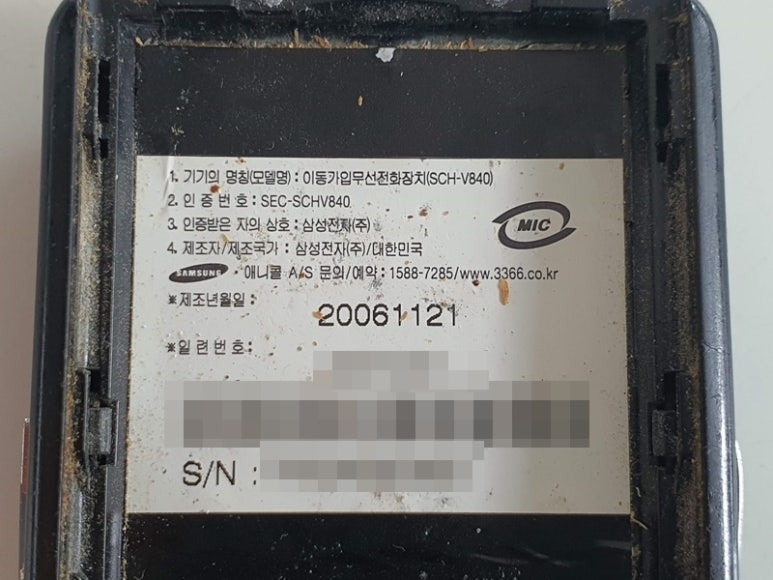 1. 기기의 명칭(모델명) : 이동가입무선전화장치(SCH-V840)
2. 인 증 번 호 : SEC-SCHV840
3. 인증받은 자의 상호 : 삼성전자(주)
MIC
4. 제조자/제조국가 : 삼성전자(주)/대한민국
SAMSUNG · 애니콜 A/S 문의/예약 : 1588-7285/www.3366.co.kr
※제조년월일 :
20061121
※일 련 번 호 :
S/N :